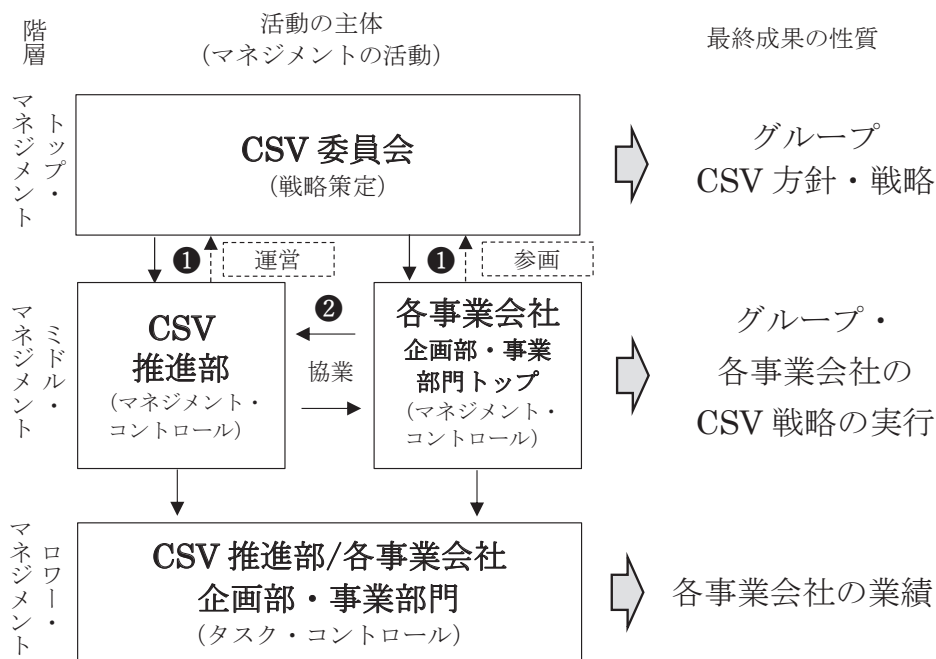 階層
活動の主体
(マネジメントの活動)
最終成果の性質
トップ・
マネジメント
CSV 委員会
(戦略策定)
グループ
CSV 方針・戦略
❶
運営
❶
参画
ミドル・
マネジメント
CSV
推進部
(マネジメント・
コントロール)
❷
協業
各事業会社
企画部・事業
部門トップ
(マネジメント・
コントロール)
グループ・
各事業会社の
CSV 戦略の実行
ロワー・
マネジメント
CSV 推進部/各事業会社
企画部・事業部門
(タスク・コントロール)
各事業会社の業績